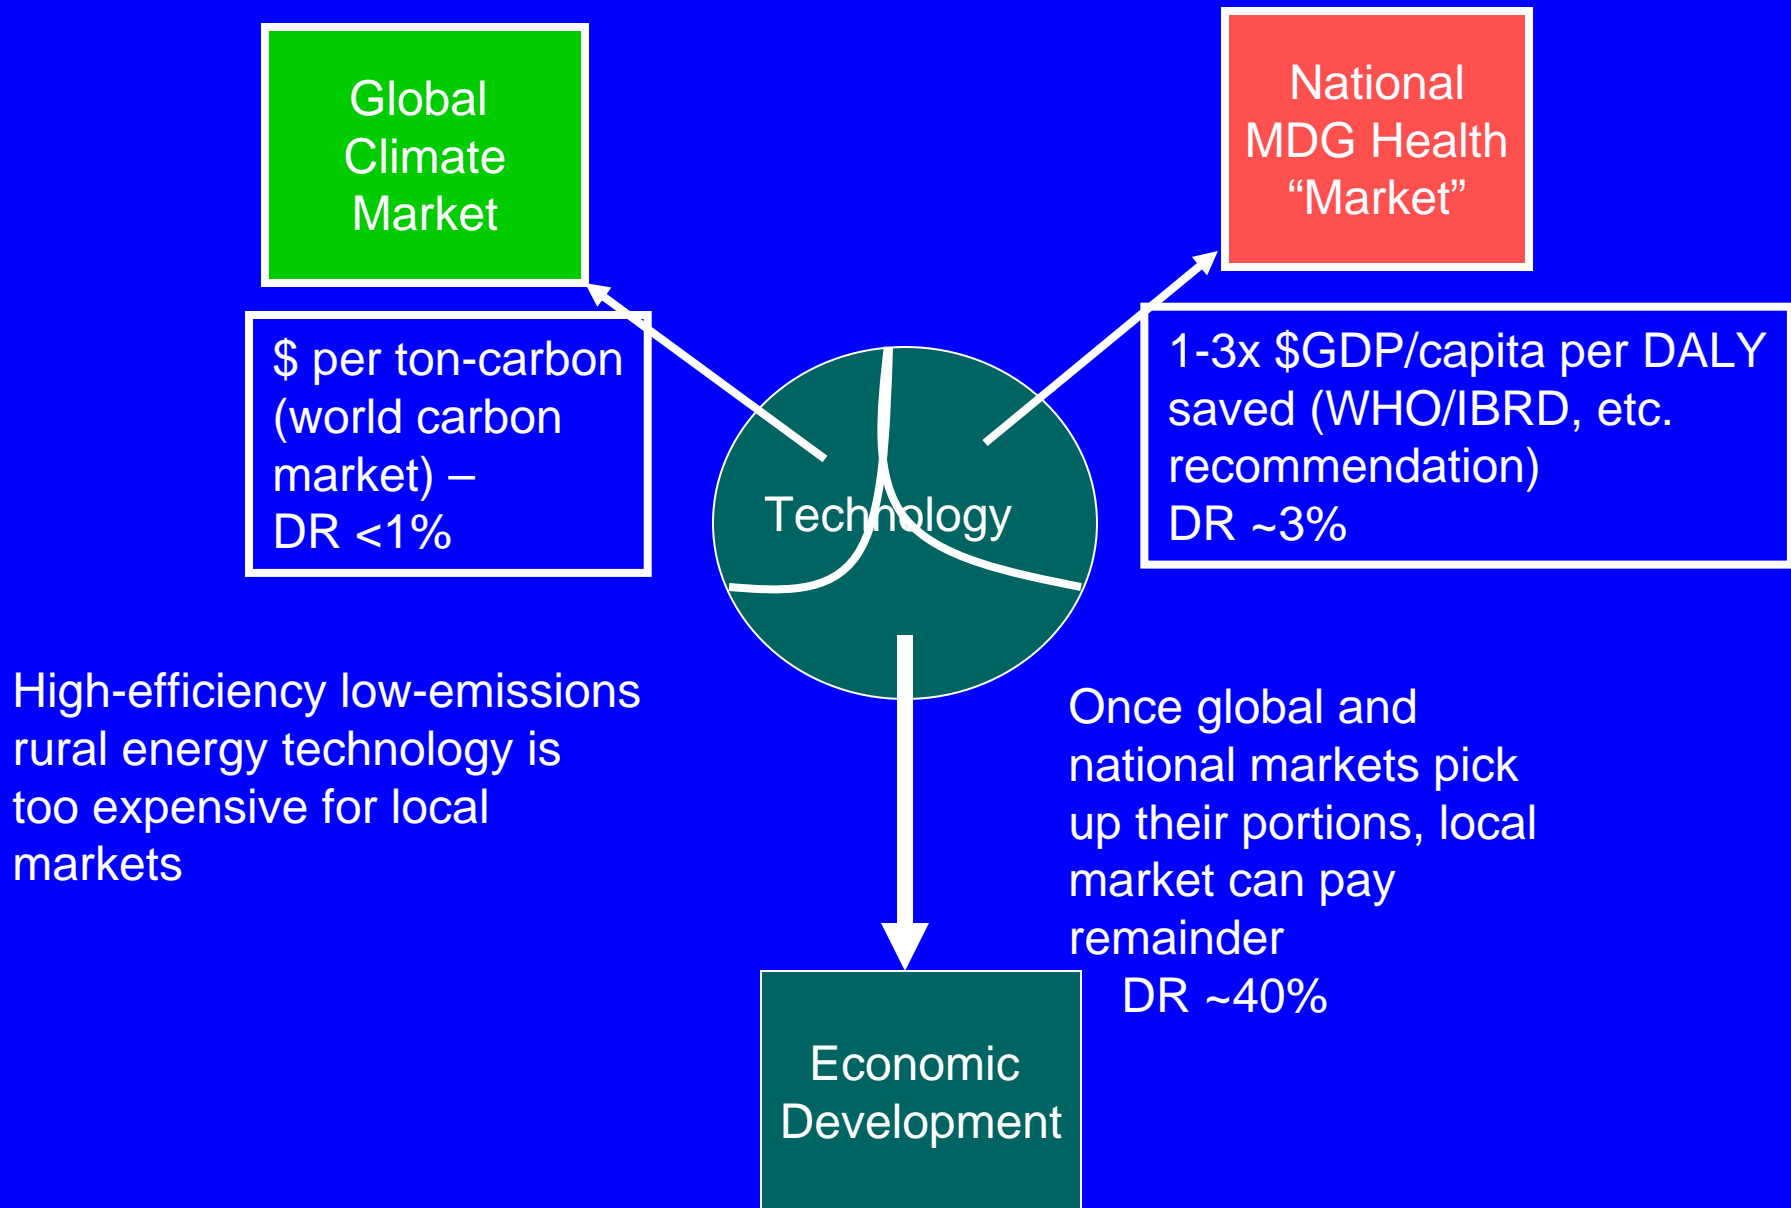 Global
Climate
Market
National
MDG Health
“Market”
$ per ton-carbon
(world carbon
market) –
DR <1%
1-3x $GDP/capita per DALY
saved (WHO/IBRD, etc.
recommendation)
DR ~3%
Technology
High-efficiency low-emissions
rural energy technology is
too expensive for local
markets
Once global and
national markets pick
up their portions, local
market can pay
remainder
DR ~40%
Economic
Development